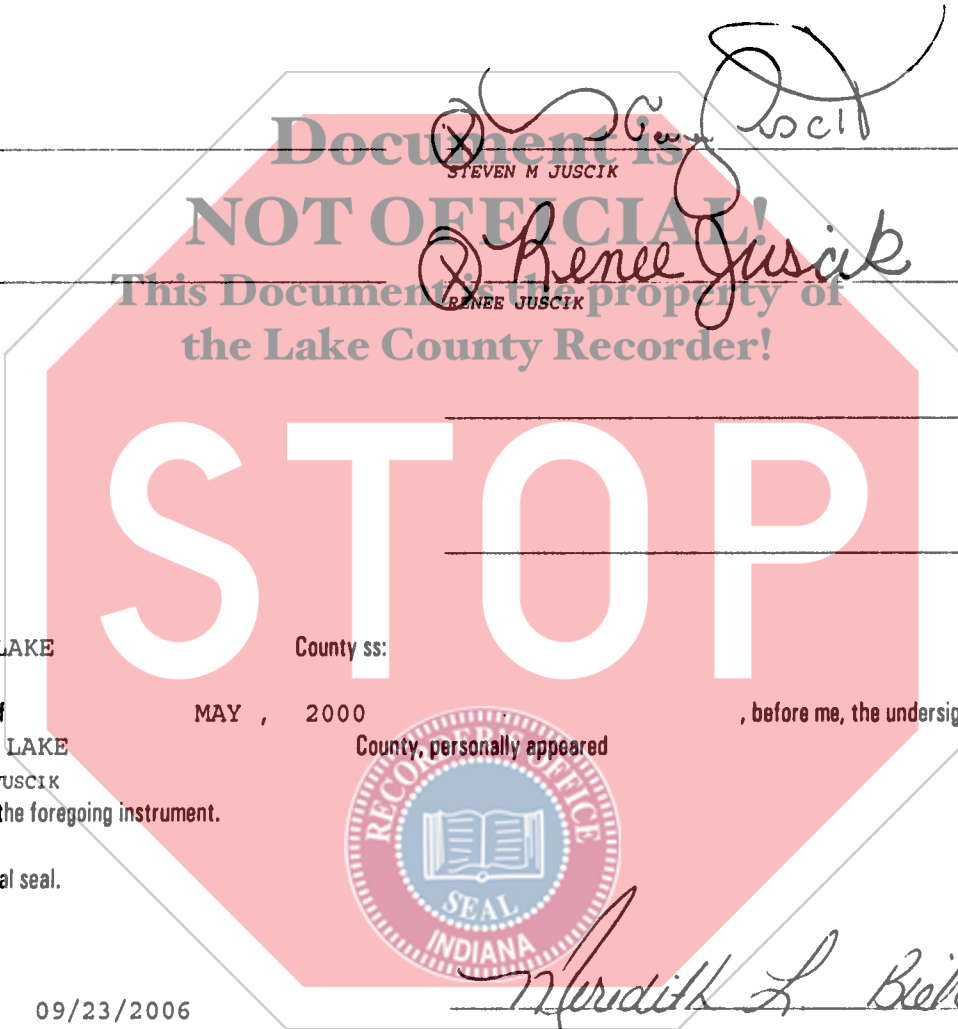 Document is
STEVEN M JUSCIK
NOT OFFICIAL!
Renee Juscik
This Document is the property of
RENEE JUSCIK
the Lake County Recorder!
STOP
LAKE County ss:
MAY , 2000 , before me, the undersig
LAKE County, personally appeared
USCIK
the foregoing instrument.
al seal.
RECORDER'S OFFICE
SEAL
INDIANA
Meredith L.
09/23/2006